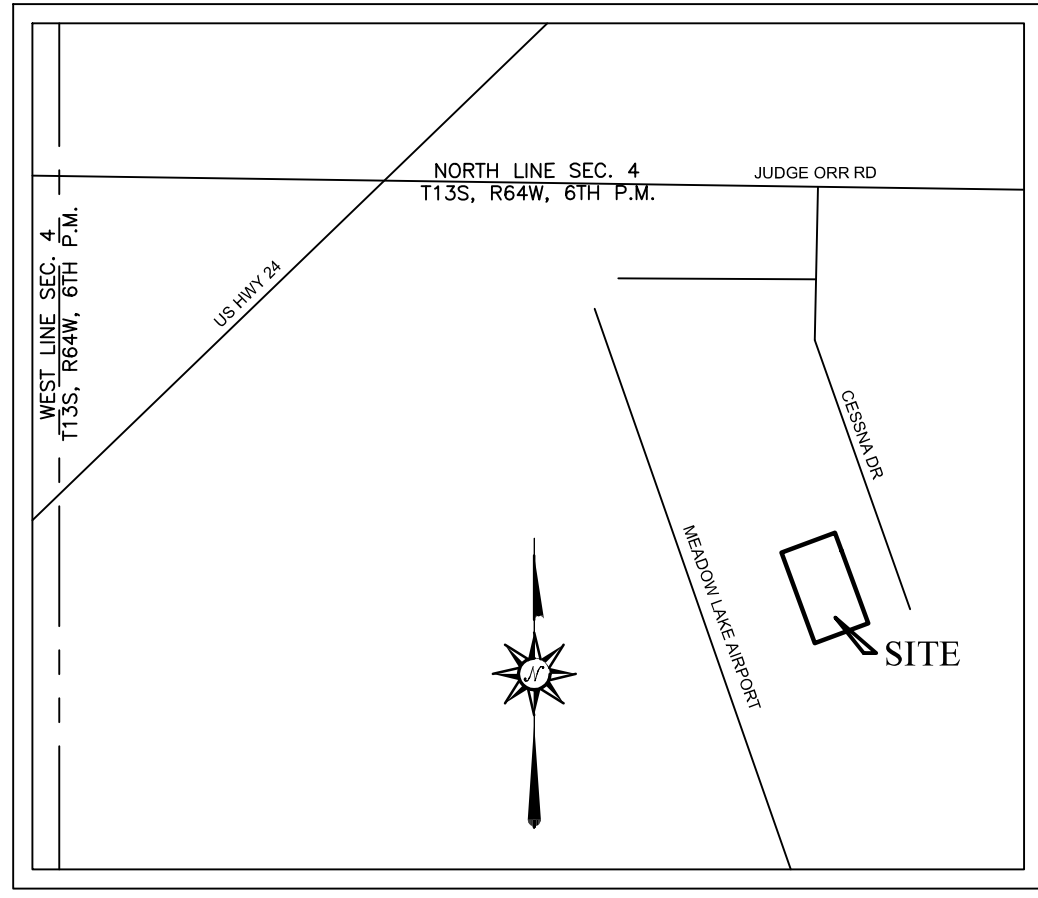 NORTH LINE SEC. 4
T13S, R64W, 6TH P.M.
JUDGE ORR RD
WEST LINE SEC. 4
T13S, R64W, 6TH P.M.
US HWY 24
CESSNA DR
MEADOW LAKE AIRPORT
SITE
N